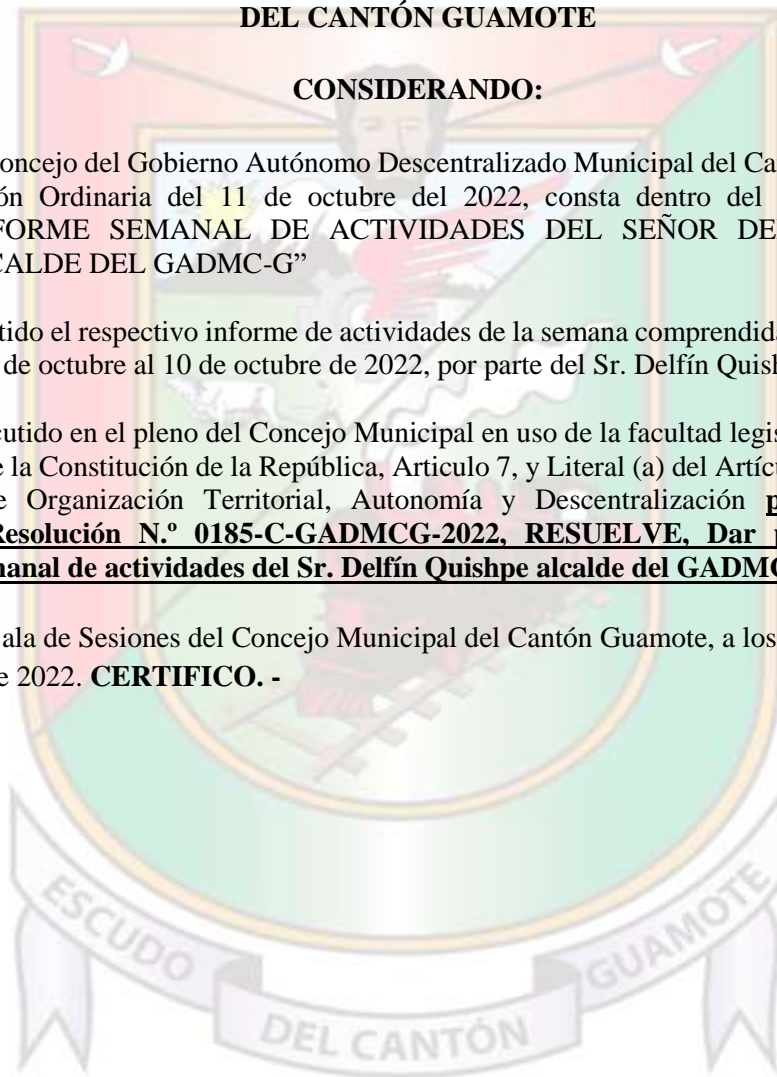 DEL CANTÓN GUAMOTE
CONSIDERANDO:
oncejo del Gobierno Autónomo Descentralizado Municipal del Ca
ón Ordinaria del 11 de octubre del 2022, consta dentro del
FORME SEMANAL DE ACTIVIDADES DEL SEÑOR DE
CALDE DEL GADMC-G”
tido el respectivo informe de actividades de la semana comprendida
de octubre al 10 de octubre de 2022, por parte del Sr. Delfín Quish
cutido en el pleno del Concejo Municipal en uso de la facultad legis
e la Constitución de la República, Articulo 7, y Literal (a) del Artícu
e Organización Territorial, Autonomía y Descentralización p
Resolución N.º 0185-C-GADMCG-2022, RESUELVE, Dar p
manal de actividades del Sr. Delfín Quishpe alcalde del GADMC
ala de Sesiones del Concejo Municipal del Cantón Guamote, a los
e 2022. CERTIFICO. -
ESCUDO DEL CANTÓN GUAMOTE